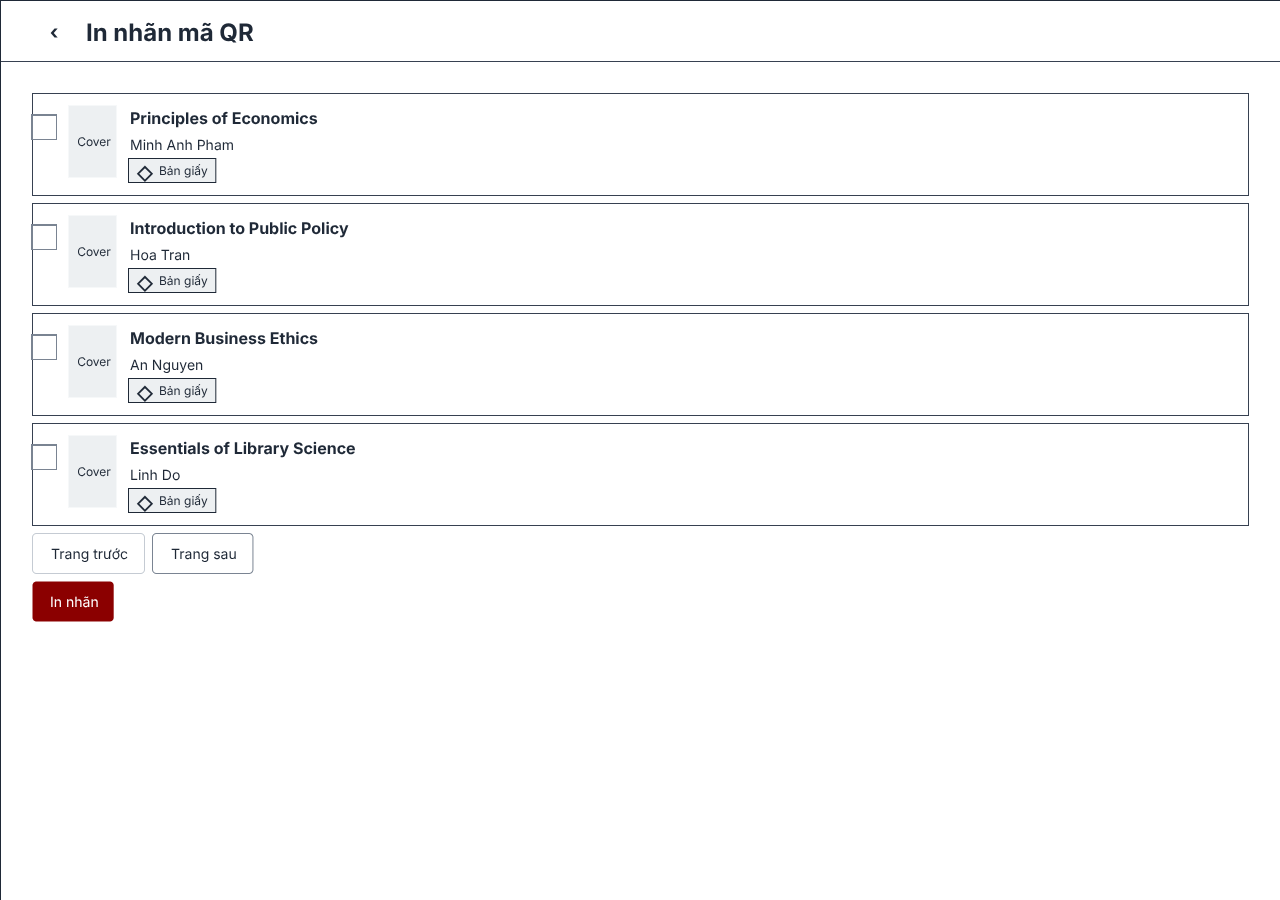 ‹ In nhãn mã QR
Cover
Principles of Economics
Minh Anh Pham
Bản giấy
Cover
Introduction to Public Policy
Hoa Tran
Bản giấy
Cover
Modern Business Ethics
An Nguyen
Bản giấy
Cover
Essentials of Library Science
Linh Do
Bản giấy
Trang trước Trang sau
In nhãn